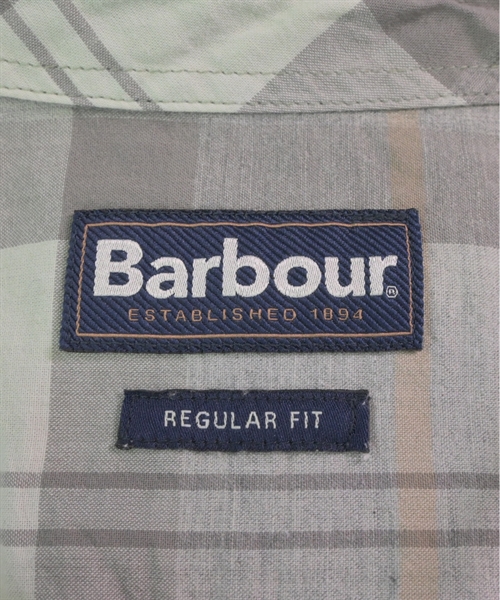 Barbour®
ESTABLISHED 1894
REGULAR FIT